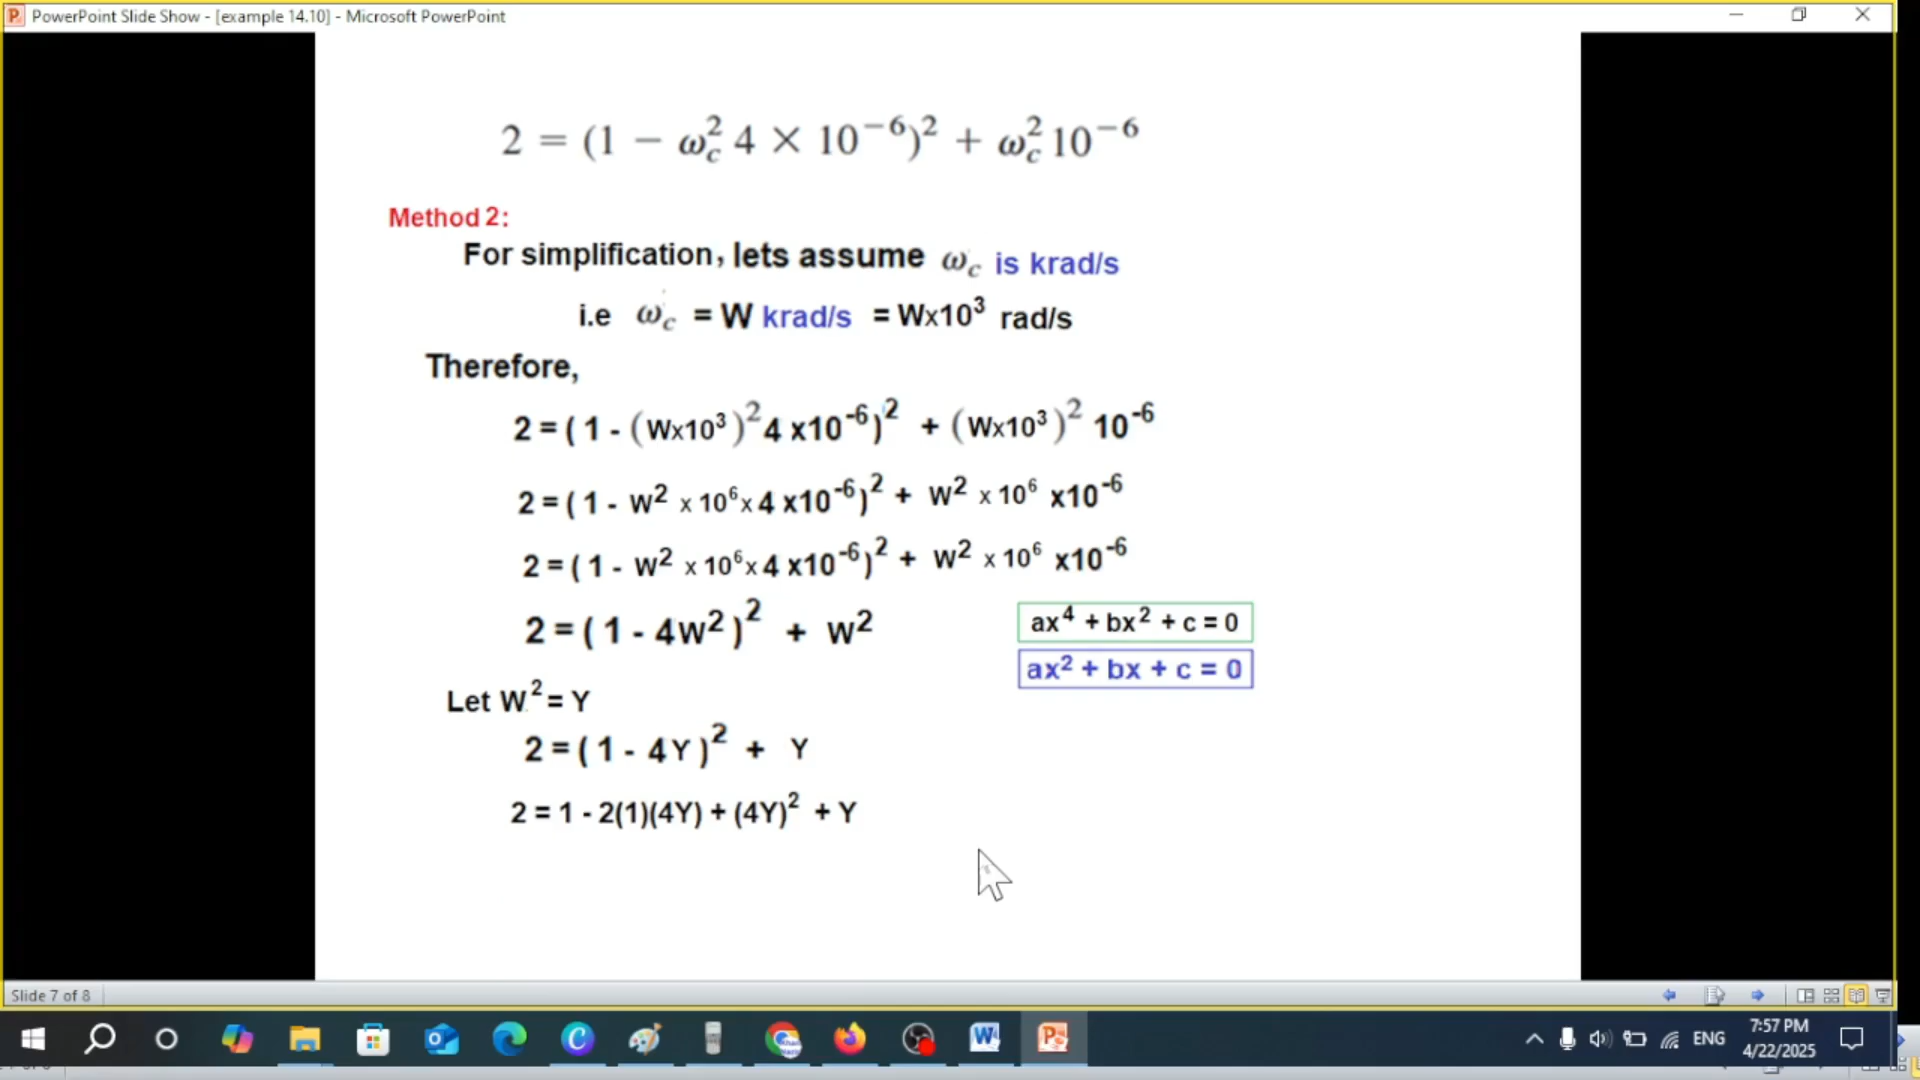 PowerPoint Slide Show - [example 14.10] - Microsoft PowerPoint
2 = (1 − ω_c² 4 × 10⁻⁶)² + ω_c² 10⁻⁶
Method 2:
For simplification, lets assume ω_c is krad/s
i.e ω_c = W krad/s = Wx10³ rad/s
Therefore,
2 = ( 1 - (Wx10³)² 4 x10⁻⁶)² + (Wx10³)² 10⁻⁶
2 = ( 1 - W² x 10⁶ x 4 x10⁻⁶)² + W² x 10⁶ x10⁻⁶
2 = ( 1 - W² x 10⁶ x 4 x10⁻⁶)² + W² x 10⁶ x10⁻⁶
2 = ( 1 - 4W²)² + W²
ax⁴ + bx² + c = 0
ax² + bx + c = 0
Let W² = Y
2 = ( 1 - 4Y )² + Y
2 = 1 - 2(1)(4Y) + (4Y)² + Y
Slide 7 of 8
ENG
7:57 PM
4/22/2025